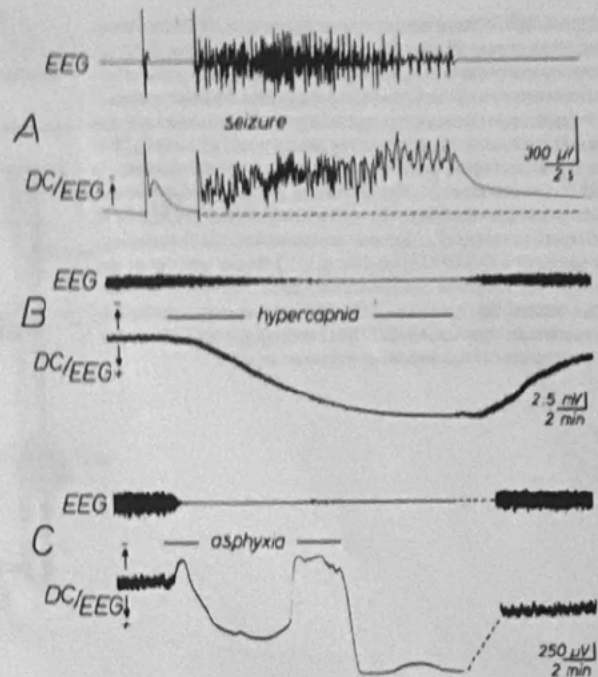 EEG
A
seizure
300 µV
2 s
DC/EEG
-
EEG
B
-
hypercapnia
DC/EEG
+
2.5 mV
2 min
EEG
C
-
asphyxia
DC/EEG
+
250 µV
2 min